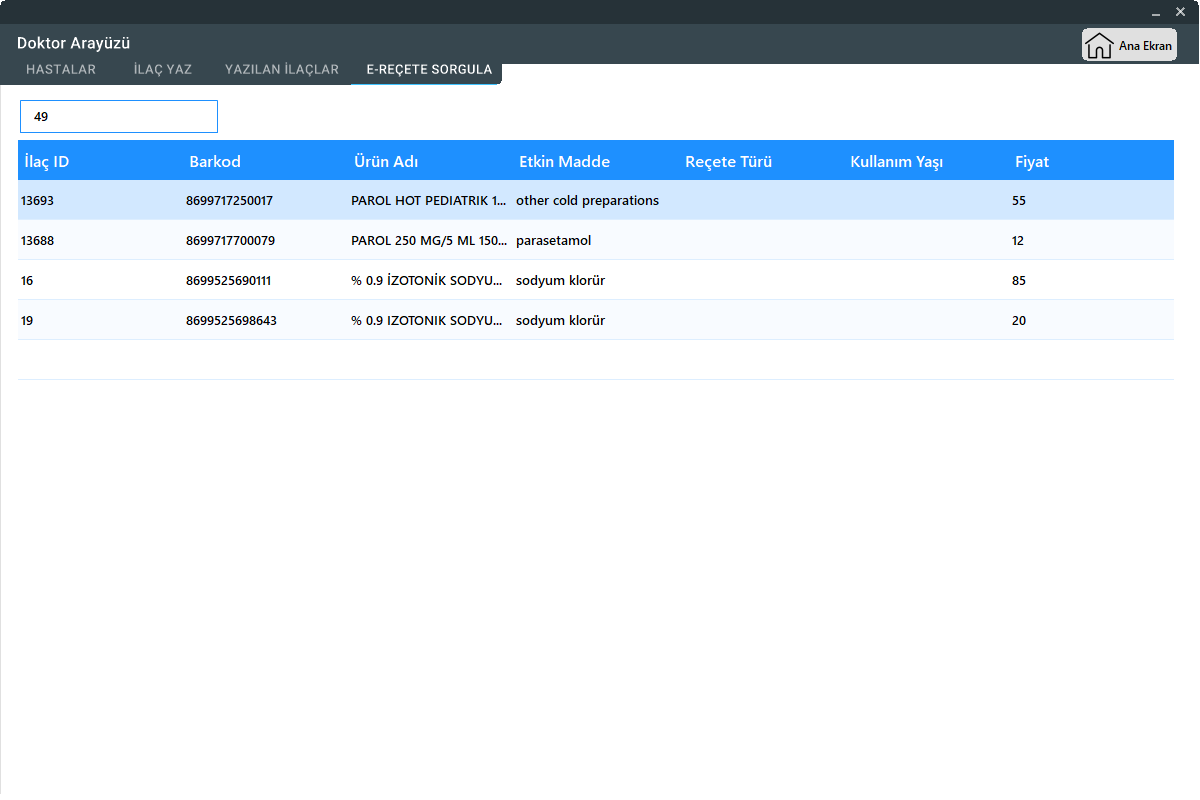 Doktor Arayüzü
Ana Ekran
HASTALAR İLAÇ YAZ YAZILAN İLAÇLAR E-REÇETE SORGULA
49
İlaç ID Barkod Ürün Adı Etkin Madde Reçete Türü Kullanım Yaşı Fiyat
13693 8699717250017 PAROL HOT PEDIATRIK 1... other cold preparations 55
13688 8699717700079 PAROL 250 MG/5 ML 150... parasetamol 12
16 8699525690111 % 0.9 İZOTONİK SODYU... sodyum klorür 85
19 8699525698643 % 0.9 IZOTONIK SODYU... sodyum klorür 20